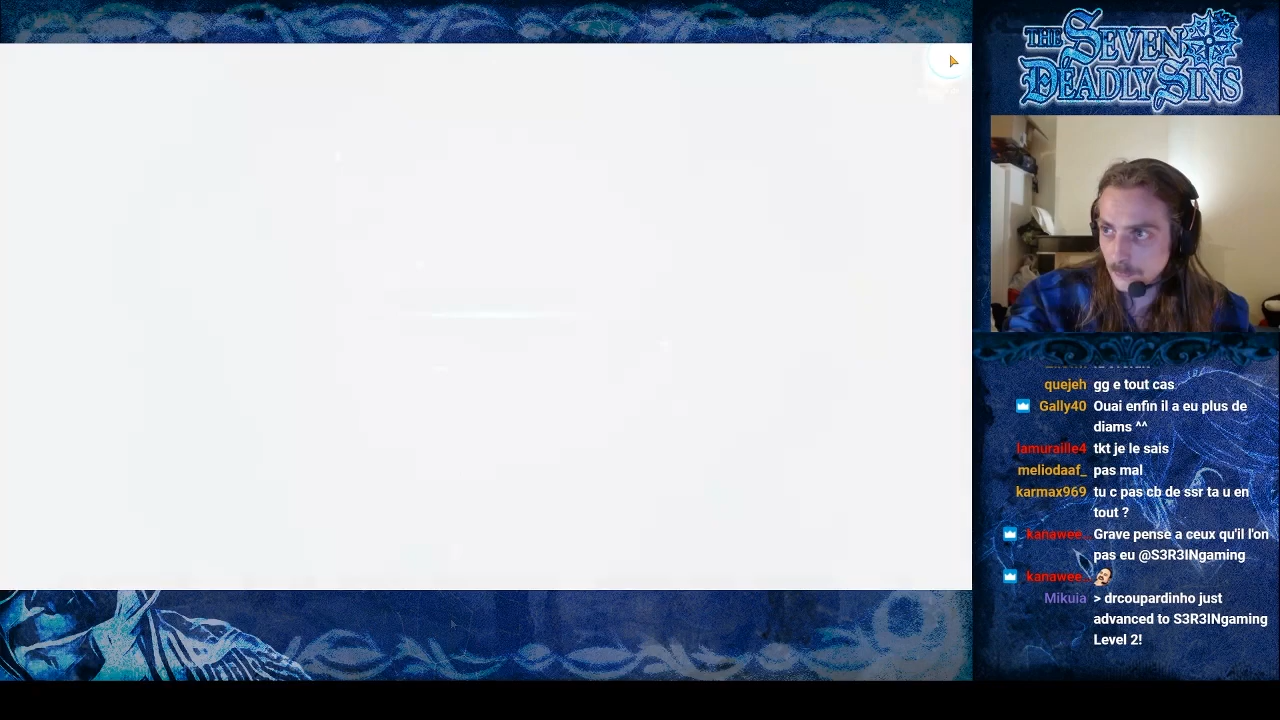 THE SEVEN
DEADLY SINS
quejeh gg e tout cas
Gally40 Ouai enfin il a eu plus de
diams ^^
lamuraille4 tkt je le sais
meliodaaf_ pas mal
karmax969 tu c pas cb de ssr ta u en
tout ?
kanawee... Grave pense a ceux qu'il l'on
pas eu @S3R3INgaming
kanawee...
Mikuia > drcoupardinho just
advanced to S3R3INgaming
Level 2!